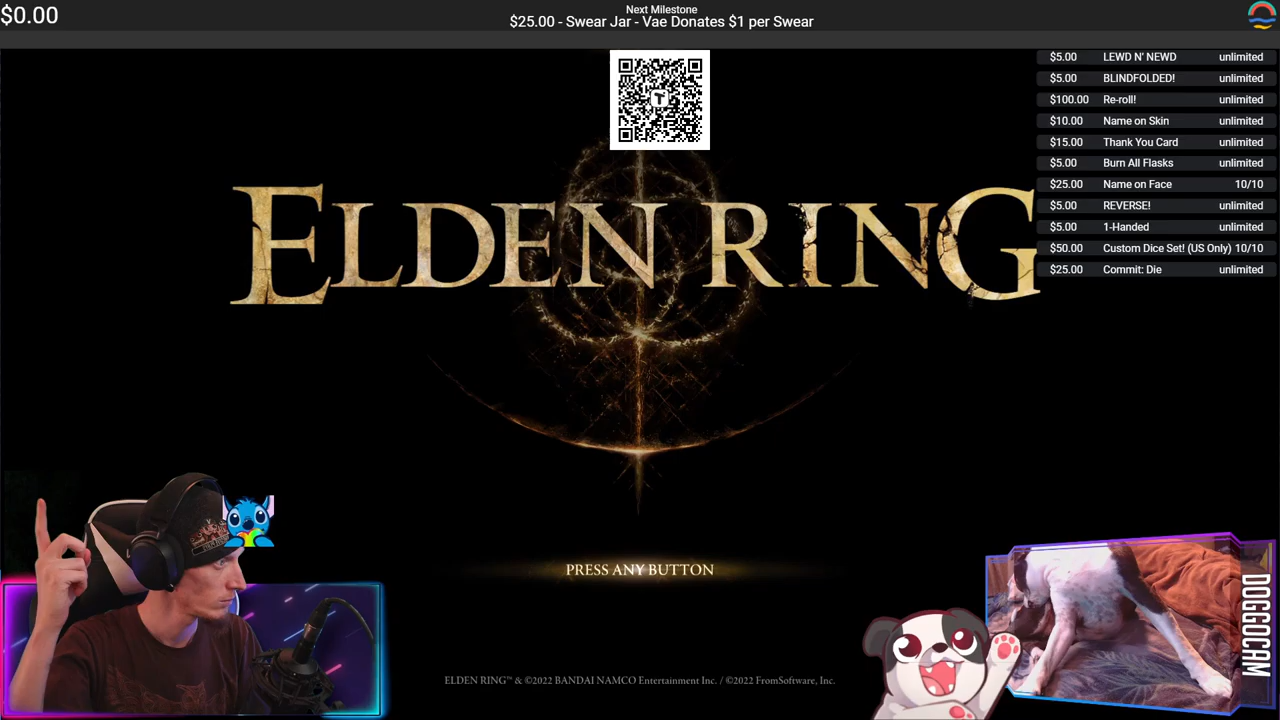 $0.00
Next Milestone
$25.00 - Swear Jar - Vae Donates $1 per Swear
$5.00 LEWD N' NEWD unlimited
$5.00 BLINDFOLDED! unlimited
$100.00 Re-roll! unlimited
$10.00 Name on Skin unlimited
$15.00 Thank You Card unlimited
$5.00 Burn All Flasks unlimited
$25.00 Name on Face 10/10
$5.00 REVERSE! unlimited
$5.00 1-Handed unlimited
$50.00 Custom Dice Set! (US Only) 10/10
$25.00 Commit: Die unlimited
T
ELDEN RING
PRESS ANY BUTTON
DOGGOCAM
ELDEN RING™ & ©2022 BANDAI NAMCO Entertainment Inc. / ©2022 FromSoftware, Inc.